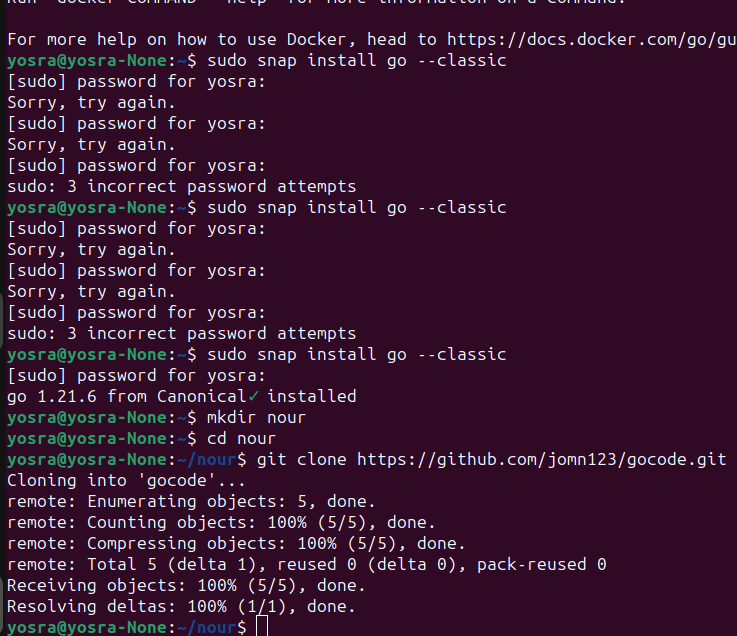 Run 'docker COMMAND --help' for more information on a command.
For more help on how to use Docker, head to https://docs.docker.com/go/gu
yosra@yosra-None:~$ sudo snap install go --classic
[sudo] password for yosra:
Sorry, try again.
[sudo] password for yosra:
Sorry, try again.
[sudo] password for yosra:
sudo: 3 incorrect password attempts
yosra@yosra-None:~$ sudo snap install go --classic
[sudo] password for yosra:
Sorry, try again.
[sudo] password for yosra:
Sorry, try again.
[sudo] password for yosra:
sudo: 3 incorrect password attempts
yosra@yosra-None:~$ sudo snap install go --classic
[sudo] password for yosra:
go 1.21.6 from Canonical✓ installed
yosra@yosra-None:~$ mkdir nour
yosra@yosra-None:~$ cd nour
yosra@yosra-None:~/nour$ git clone https://github.com/jomn123/gocode.git
Cloning into 'gocode'...
remote: Enumerating objects: 5, done.
remote: Counting objects: 100% (5/5), done.
remote: Compressing objects: 100% (5/5), done.
remote: Total 5 (delta 1), reused 0 (delta 0), pack-reused 0
Receiving objects: 100% (5/5), done.
Resolving deltas: 100% (1/1), done.
yosra@yosra-None:~/nour$